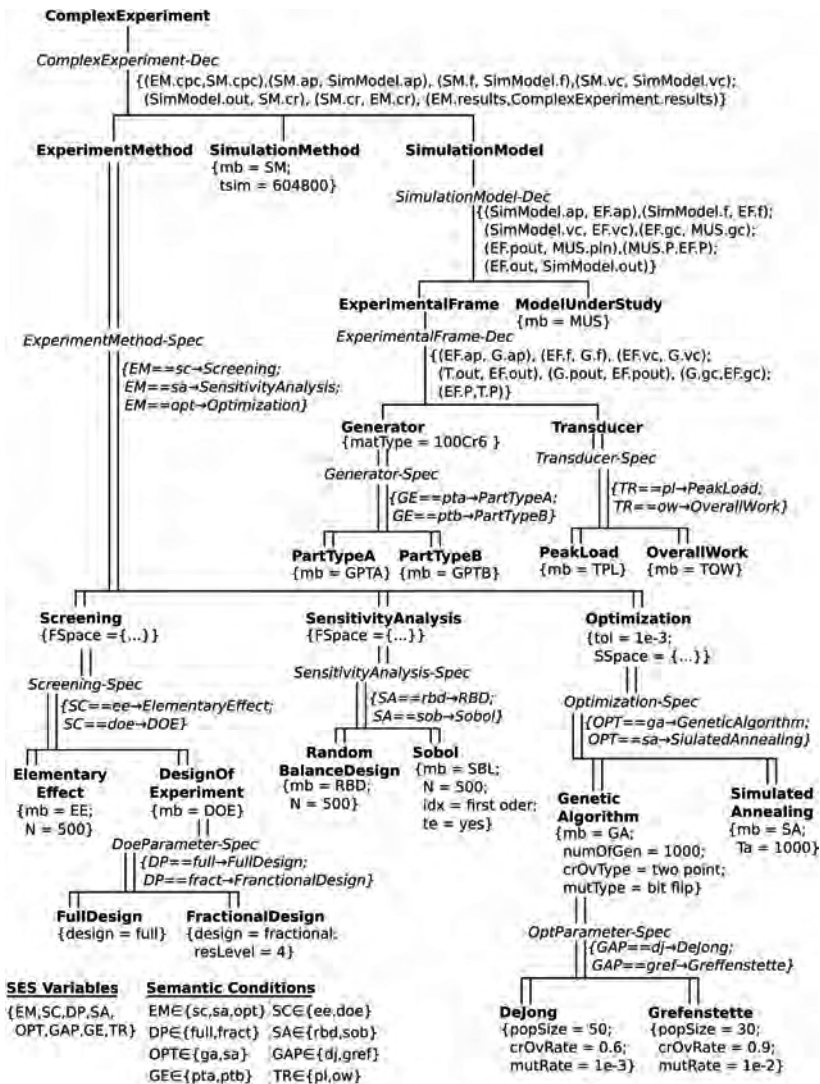 ComplexExperiment
ComplexExperiment-Dec
{(EM.cpc,SM.cpc),(SM.ap, SimModel.ap), (SM.f, SimModel.f),(SM.vc, SimModel.vc);
(SimModel.out, SM.cr), (SM.cr, EM.cr), (EM.results,ComplexExperiment.results)}
ExperimentMethod
SimulationMethod
{mb = SM;
tsim = 604800}
SimulationModel
SimulationModel-Dec
{(SimModel.ap, EF.ap),(SimModel.f, EF.f);
(SimModel.vc, EF.vc),(EF.gc, MUS.gc);
(EF.pout, MUS.pIn),(MUS.P,EF.P);
(EF.out, SimModel.out)}
ExperimentalFrame
ModelUnderStudy
{mb = MUS}
ExperimentalFrame-Dec
{(EF.ap, G.ap), (EF.f, G.f), (EF.vc, G.vc);
(T.out, EF.out), (G.pout, EF.pout), (G.gc,EF.gc);
(EF.P,T.P)}
ExperimentMethod-Spec
{EM==sc→Screening;
EM==sa→SensitivityAnalysis;
EM==opt→Optimization}
Generator
{matType = 100Cr6 }
Generator-Spec
{GE==pta→PartTypeA;
GE==ptb→PartTypeB}
Transducer
Transducer-Spec
{TR==pl→PeakLoad;
TR==ow→OverallWork}
PartTypeA
{mb = GPTA}
PartTypeB
{mb = GPTB}
PeakLoad
{mb = TPL}
OverallWork
{mb = TOW}
Screening
{FSpace ={...}}
Screening-Spec
{SC==ee→ElementaryEffect;
SC==doe→DOE}
SensitivityAnalysis
{FSpace ={...}}
SensitivityAnalysis-Spec
{SA==rbd→RBD;
SA==sob→Sobol}
Optimization
{tol = 1e-3;
SSpace = {...}}
Optimization-Spec
{OPT==ga→GeneticAlgorithm;
OPT==sa→SiulatedAnnealing}
Elementary
Effect
{mb = EE;
N = 500}
DesignOf
Experiment
{mb = DOE}
DoeParameter-Spec
{DP==full→FullDesign;
DP==fract→FranctionalDesign}
Random
BalanceDesign
{mb = RBD;
N = 500}
Sobol
{mb = SBL;
N = 500;
idx = first oder;
te = yes}
Genetic
Algorithm
{mb = GA;
numOfGen = 1000;
crOvType = two point;
mutType = bit flip}
Simulated
Annealing
{mb = SA;
Ta = 1000}
FullDesign
{design = full}
FractionalDesign
{design = fractional;
resLevel = 4}
OptParameter-Spec
{GAP==dj→DeJong;
GAP==gref→Greffenstette}
DeJong
{popSize = 50;
crOvRate = 0.6;
mutRate = 1e-3}
Grefenstette
{popSize = 30;
crOvRate = 0.9;
mutRate = 1e-2}
SES Variables
{EM,SC,DP,SA,
OPT,GAP,GE,TR}
Semantic Conditions
EM∈{sc,sa,opt} SC∈{ee,doe}
DP∈{full,fract} SA∈{rbd,sob}
OPT∈{ga,sa} GAP∈{dj,gref}
GE∈{pta,ptb} TR∈{pl,ow}